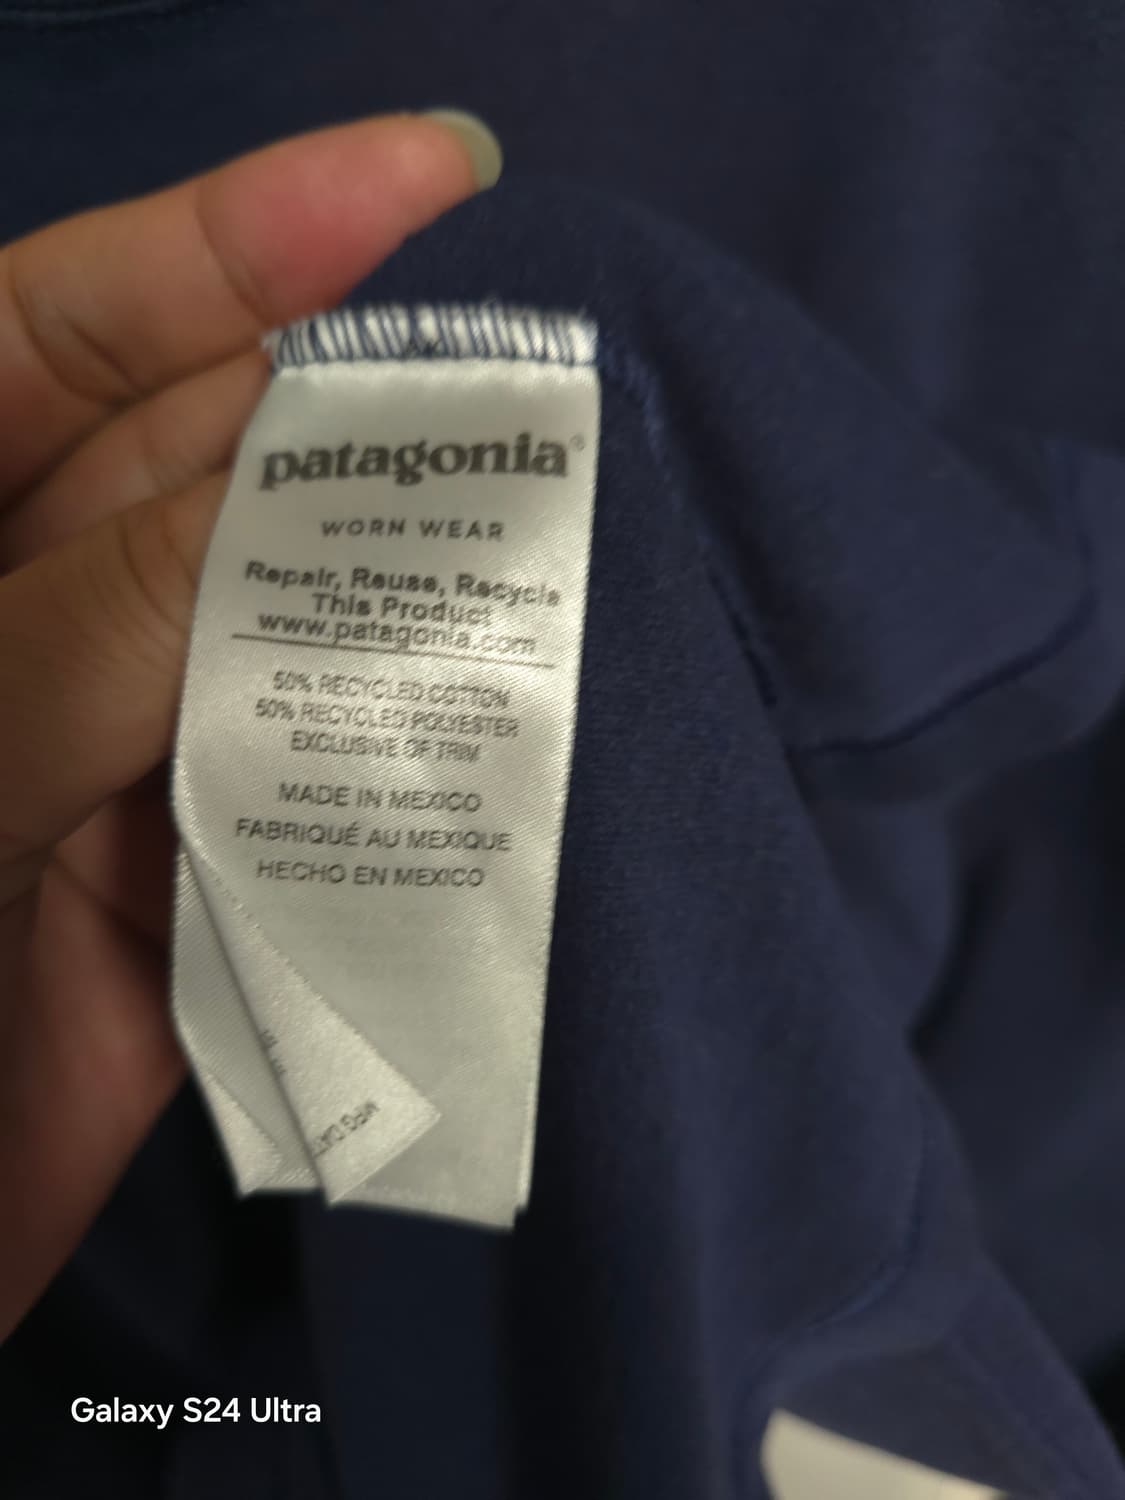 patagonia®
WORN WEAR
Repair, Reuse, Recycle
This Product
www.patagonia.com
50% RECYCLED COTTON
50% RECYCLED POLYESTER
EXCLUSIVE OF TRIM
MADE IN MEXICO
FABRIQUÉ AU MEXIQUE
HECHO EN MEXICO
MFG
Galaxy S24 Ultra